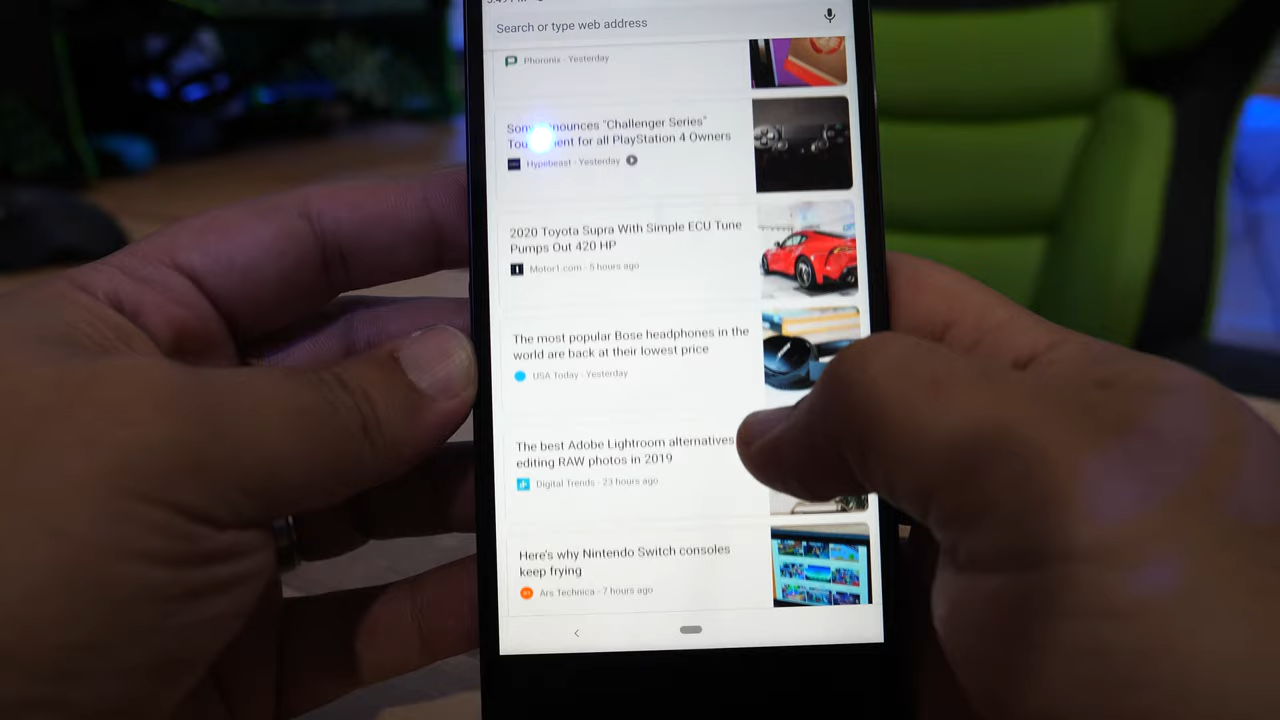 Search or type web address
Phoronix - Yesterday
nounces "Challenger Series"
ent for all PlayStation 4 Owners
Hypebeast - Yesterday
2020 Toyota Supra With Simple ECU Tune
Pumps Out 420 HP
Motor1.com - 5 hours ago
The most popular Bose headphones in the
world are back at their lowest price
USA Today - Yesterday
The best Adobe Lightroom alternatives
editing RAW photos in 2019
Digital Trends - 23 hours ago
Here's why Nintendo Switch consoles
keep frying
Ars Technica - 7 hours ago